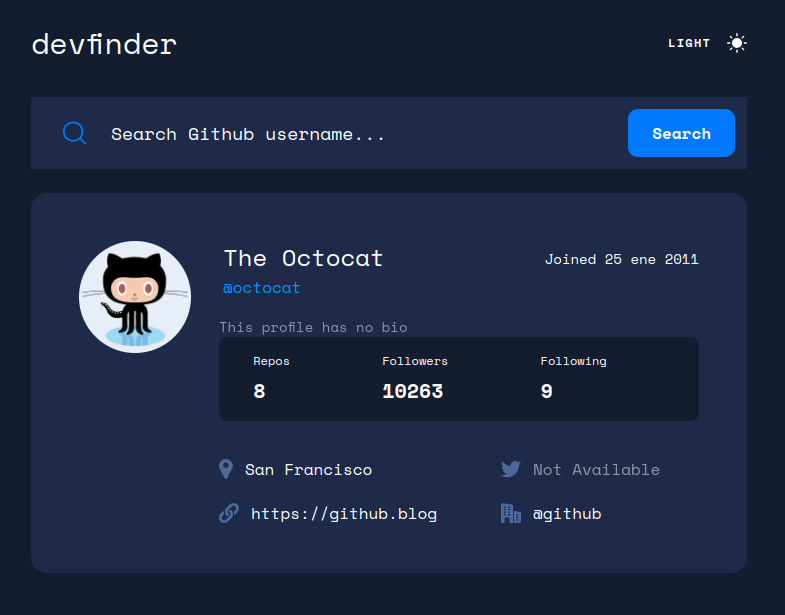 devfinder
LIGHT
Search Github username...
Search
The Octocat
Joined 25 ene 2011
@octocat
This profile has no bio
Repos Followers Following
8 10263 9
San Francisco
Not Available
https://github.blog
@github